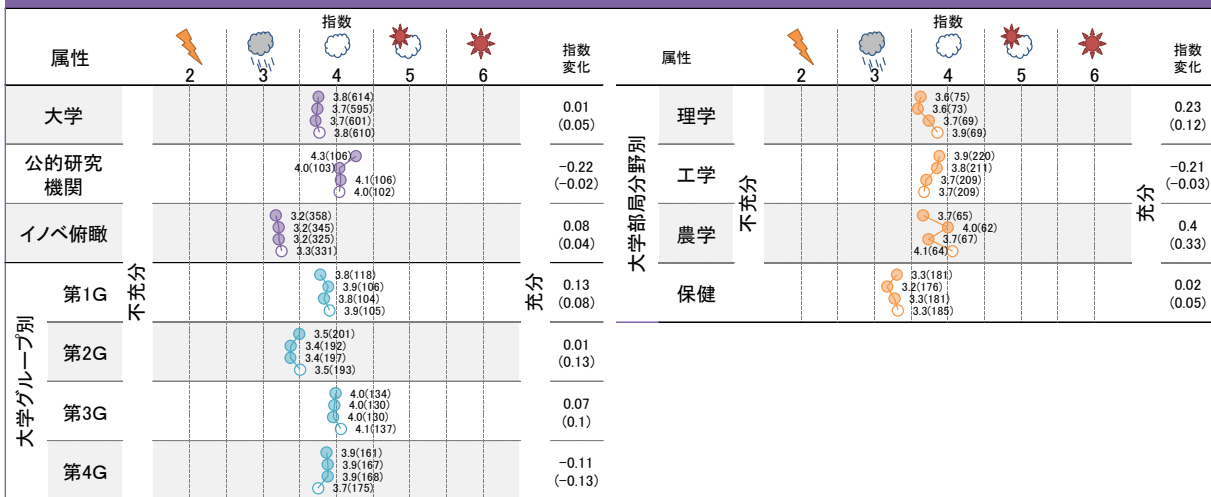 指数
属性
2 3 4 5 6
指数
変化
不充分
充分
大学
3.8(614)
3.7(595)
3.7(601)
3.8(610)
0.01
(0.05)
公的研究
機関
4.3(106)
4.0(103)
4.1(106)
4.0(102)
-0.22
(-0.02)
イノベ俯瞰
3.2(358)
3.2(345)
3.2(325)
3.3(331)
0.08
(0.04)
大学グループ別
第1G
3.8(118)
3.9(106)
3.8(104)
3.9(105)
0.13
(0.08)
第2G
3.5(201)
3.4(192)
3.4(197)
3.5(193)
0.01
(0.13)
第3G
4.0(134)
4.0(130)
4.0(130)
4.1(137)
0.07
(0.1)
第4G
3.9(161)
3.9(167)
3.9(168)
3.7(175)
-0.11
(-0.13)
指数
属性
2 3 4 5 6
指数
変化
大学部局分野別
不充分
充分
理学
3.6(75)
3.6(73)
3.7(69)
3.9(69)
0.23
(0.12)
工学
3.9(220)
3.8(211)
3.7(209)
3.7(209)
-0.21
(-0.03)
農学
3.7(65)
4.0(62)
3.7(67)
4.1(64)
0.4
(0.33)
保健
3.3(181)
3.2(176)
3.3(181)
3.3(185)
0.02
(0.05)